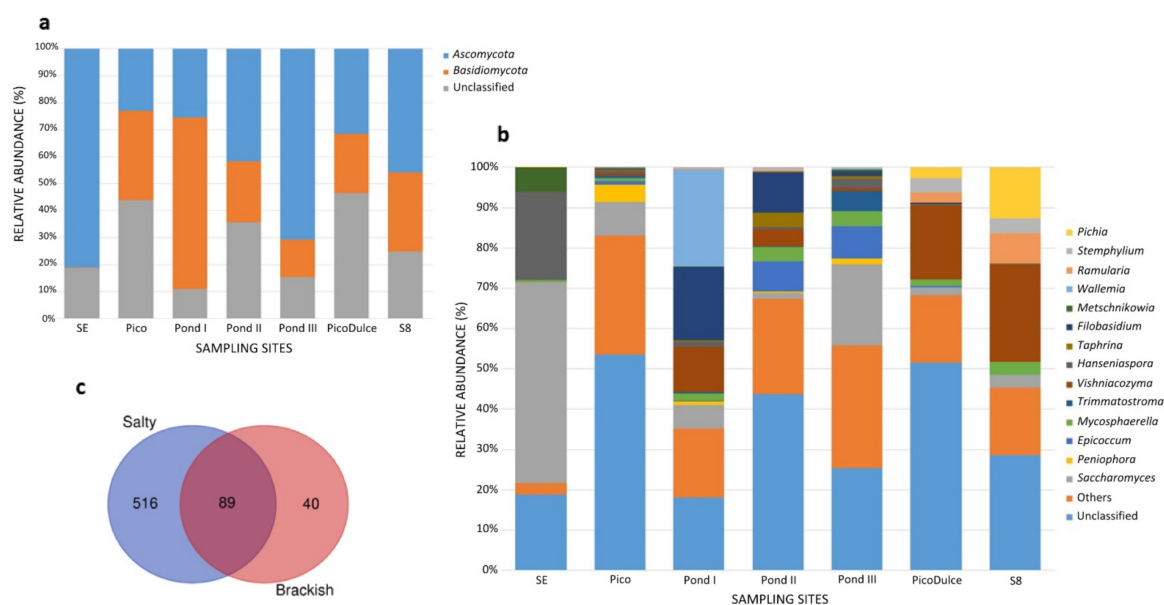 a
100%
90%
80%
70%
60%
50%
40%
30%
20%
10%
0%
RELATIVE ABUNDANCE (%)
SE Pico Pond I Pond II Pond III PicoDulce S8
SAMPLING SITES
Ascomycota
Basidiomycota
Unclassified
b
100%
90%
80%
70%
60%
50%
40%
30%
20%
10%
0%
RELATIVE ABUNDANCE (%)
SE Pico Pond I Pond II Pond III PicoDulce S8
SAMPLING SITES
Pichia
Stemphylium
Ramularia
Wallemia
Metschnikowia
Filobasidium
Taphrina
Hanseniaspora
Vishniacozyma
Trimmatostroma
Mycosphaerella
Epicoccum
Peniophora
Saccharomyces
Others
Unclassified
c
Salty
516 89 40
Brackish